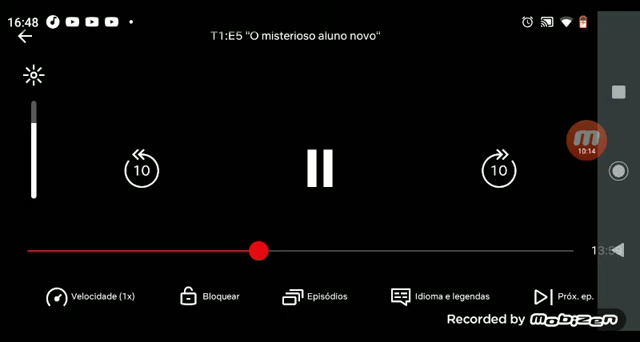 16:48
T1:E5 "O misterioso aluno novo"
10
10
10:14
Velocidade (1x)
Bloquear
Episódios
Idioma e legendas
Próx. ep.
Recorded by Mobizen